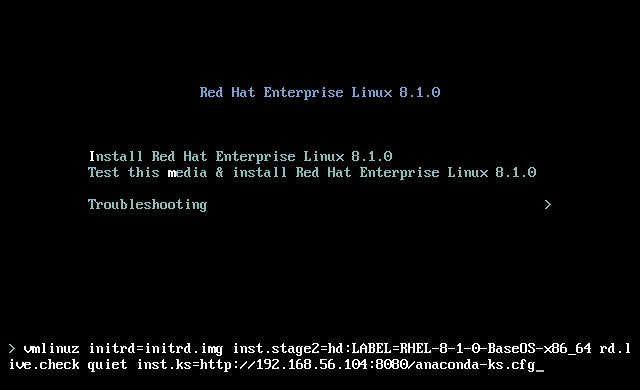 Red Hat Enterprise Linux 8.1.0
Install Red Hat Enterprise Linux 8.1.0
Test this media & install Red Hat Enterprise Linux 8.1.0
Troubleshooting >
> vmlinuz initrd=initrd.img inst.stage2=hd:LABEL=RHEL-8-1-0-BaseOS-x86_64 rd.l
ive.check quiet inst.ks=http://192.168.56.104:8080/anaconda-ks.cfg_